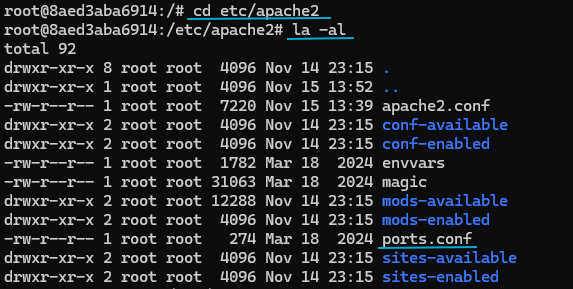 root@8aed3aba6914:/# cd etc/apache2
root@8aed3aba6914:/etc/apache2# la -al
total 92
drwxr-xr-x 8 root root  4096 Nov 14 23:15 .
drwxr-xr-x 1 root root  4096 Nov 15 13:52 ..
-rw-r--r-- 1 root root  7220 Nov 15 13:39 apache2.conf
drwxr-xr-x 2 root root  4096 Nov 14 23:15 conf-available
drwxr-xr-x 2 root root  4096 Nov 14 23:15 conf-enabled
-rw-r--r-- 1 root root  1782 Mar 18  2024 envvars
-rw-r--r-- 1 root root 31063 Mar 18  2024 magic
drwxr-xr-x 2 root root 12288 Nov 14 23:15 mods-available
drwxr-xr-x 2 root root  4096 Nov 14 23:15 mods-enabled
-rw-r--r-- 1 root root   274 Mar 18  2024 ports.conf
drwxr-xr-x 2 root root  4096 Nov 14 23:15 sites-available
drwxr-xr-x 2 root root  4096 Nov 14 23:15 sites-enabled